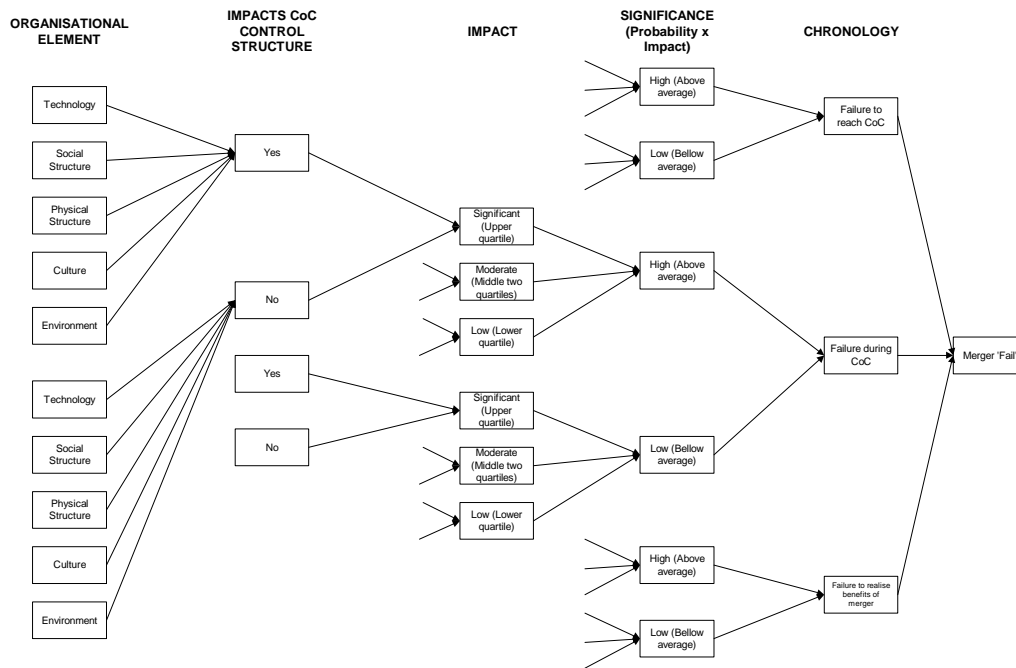 ORGANISATIONAL
ELEMENT
IMPACTS CoC
CONTROL
STRUCTURE
IMPACT
SIGNIFICANCE
(Probability x
Impact)
CHRONOLOGY
Technology
Social
Structure
Physical
Structure
Culture
Environment
Technology
Social
Structure
Physical
Structure
Culture
Environment
Yes
No
Yes
No
Significant
(Upper
quartile)
Moderate
(Middle two
quartiles)
Low (Lower
quartile)
Significant
(Upper
quartile)
Moderate
(Middle two
quartiles)
Low (Lower
quartile)
High (Above
average)
Low (Bellow
average)
High (Above
average)
Low (Bellow
average)
High (Above
average)
Low (Bellow
average)
Failure to
reach CoC
Failure during
CoC
Failure to realise
benefits of
merger
Merger 'Fail'